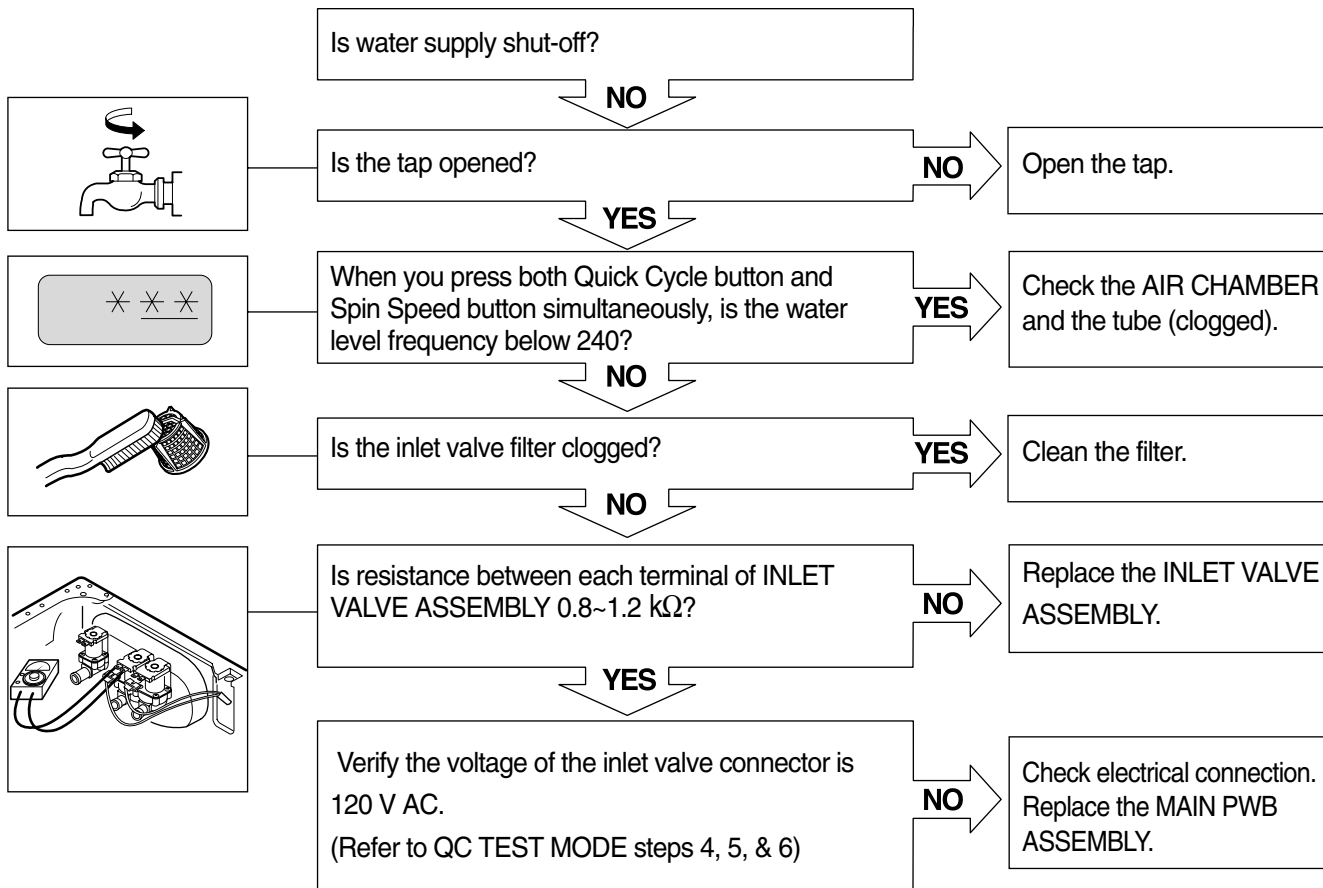 Is water supply shut-off?
NO
Is the tap opened?
NO
Open the tap.
YES
When you press both Quick Cycle button and
Spin Speed button simultaneously, is the water
level frequency below 240?
YES
Check the AIR CHAMBER
and the tube (clogged).
NO
Is the inlet valve filter clogged?
YES
Clean the filter.
NO
Is resistance between each terminal of INLET
VALVE ASSEMBLY 0.8~1.2 kΩ?
NO
Replace the INLET VALVE
ASSEMBLY.
YES
Verify the voltage of the inlet valve connector is
120 V AC.
(Refer to QC TEST MODE steps 4, 5, & 6)
NO
Check electrical connection.
Replace the MAIN PWB
ASSEMBLY.